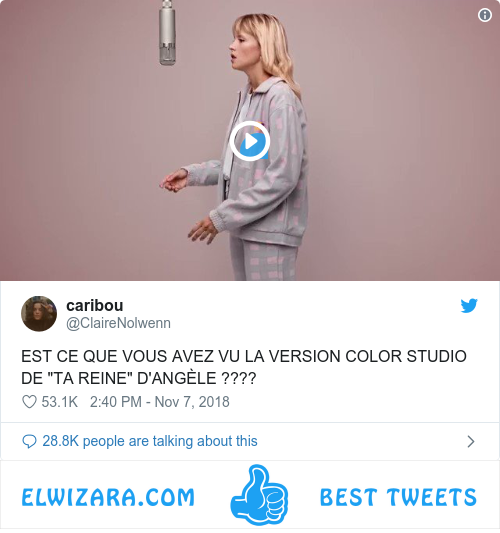 caribou
@ClaireNolwenn
EST CE QUE VOUS AVEZ VU LA VERSION COLOR STUDIO
DE "TA REINE" D'ANGÈLE ????
53.1K 2:40 PM - Nov 7, 2018
28.8K people are talking about this
ELWIZARA.COM BEST TWEETS